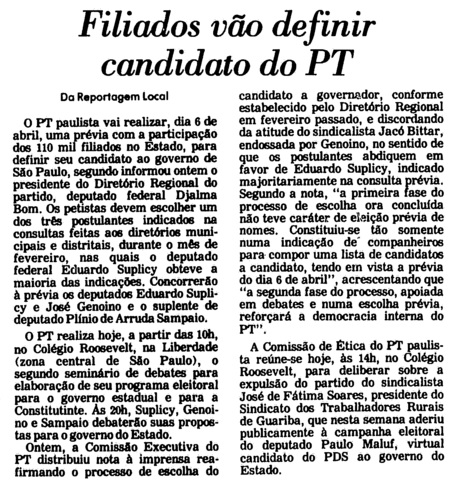 Filiados vão definir
candidato do PT
Da Reportagem Local
O PT paulista vai realizar, dia 6 de
abril, uma prévia com a participação
dos 110 mil filiados no Estado, para
definir seu candidato ao governo de
São Paulo, segundo informou ontem o
presidente do Diretório Regional do
partido, deputado federal Djalma
Bom. Os petistas devem escolher um
dos três postulantes indicados na
consultas feitas aos diretórios muni-
cipais e distritais, durante o mês de
fevereiro, nas quais o deputado
federal Eduardo Suplicy obteve a
maioria das indicações. Concorrerão
à prévia os deputados Eduardo Supli-
cy e José Genoino e o suplente de
deputado Plínio de Arruda Sampaio.
O PT realiza hoje, a partir das 10h,
no Colégio Roosevelt, na Liberdade
(zona central de São Paulo), o
segundo seminário de debates para
elaboração de seu programa eleitoral
para o governo estadual e para a
Constitutinte. Às 20h, Suplicy, Genoi-
no e Sampaio debaterão suas propos-
tas para o governo do Estado.
Ontem, a Comissão Executiva do
PT distribuiu nota à imprensa rea-
firmando o processo de escolha do
candidato a governador, conforme
estabelecido pelo Diretório Regional
em fevereiro passado, e discordando
da atitude do sindicalista Jacó Bittar,
endossada por Genoino, no sentido de
que os postulantes abdiquem em
favor de Eduardo Suplicy, indicado
majoritariamente na consulta prévia.
Segundo a nota, "a primeira fase do
processo de escolha ora concluída
não teve caráter de eleição prévia de
nomes. Constituiu-se tão somente
numa indicação de companheiros
para compor uma lista de candidatos
a candidato, tendo em vista a prévia
do dia 6 de abril", acrescentando que
"a segunda fase do processo, apoiada
em debates e numa escolha prévia,
reforçará a democracia interna do
PT".
A Comissão de Ética do PT paulis-
ta reúne-se hoje, às 14h, no Colégio
Roosevelt, para deliberar sobre a
expulsão do partido do sindicalista
José de Fátima Soares, presidente do
Sindicato dos Trabalhadores Rurais
de Guariba, que nesta semana aderiu
publicamente à campanha eleitoral
do deputado Paulo Maluf, virtual
candidato do PDS ao governo do
Estado.